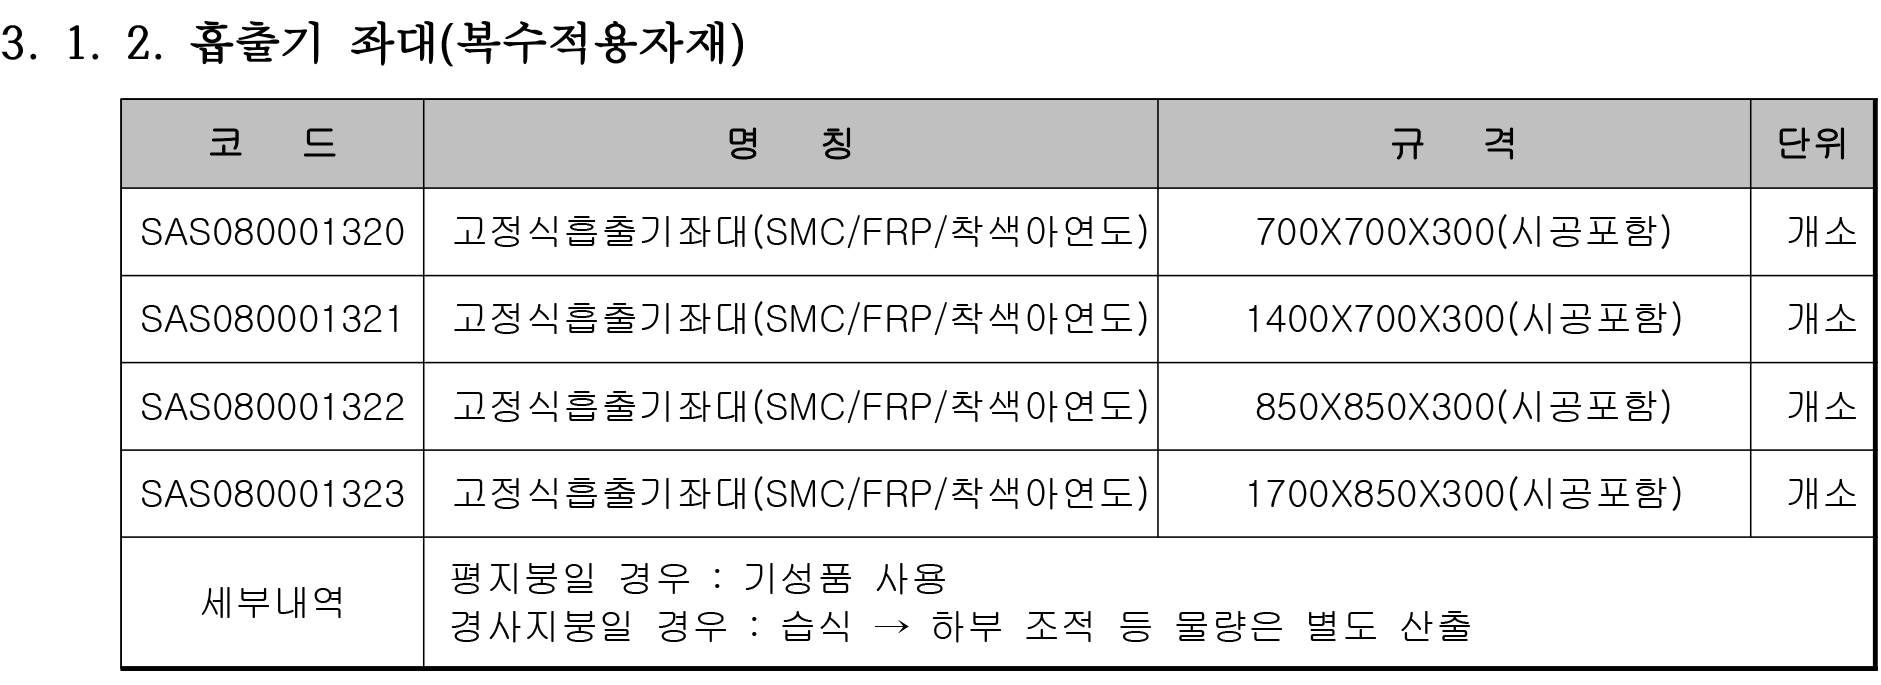 3. 1. 2. 흡출기 좌대(복수적용자재)
코 드 명 칭 규 격 단위
SAS080001320 고정식흡출기좌대(SMC/FRP/착색아연도) 700X700X300(시공포함) 개소
SAS080001321 고정식흡출기좌대(SMC/FRP/착색아연도) 1400X700X300(시공포함) 개소
SAS080001322 고정식흡출기좌대(SMC/FRP/착색아연도) 850X850X300(시공포함) 개소
SAS080001323 고정식흡출기좌대(SMC/FRP/착색아연도) 1700X850X300(시공포함) 개소
세부내역
평지붕일 경우 : 기성품 사용
경사지붕일 경우 : 습식 → 하부 조적 등 물량은 별도 산출